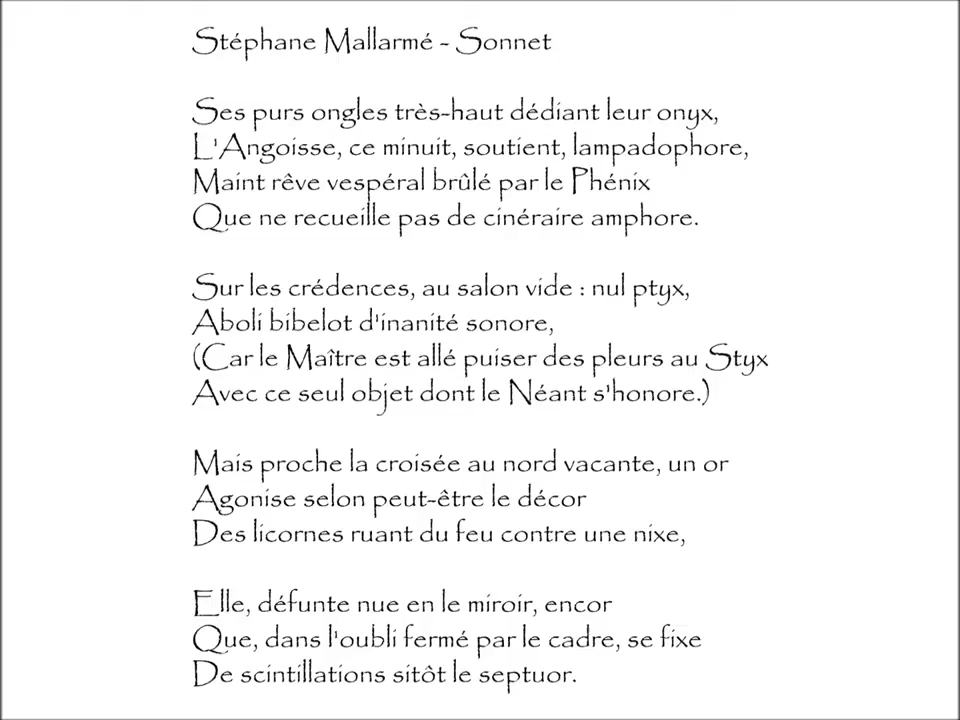 Stéphane Mallarmé - Sonnet
Ses purs ongles très-haut dédiant leur onyx,
L'Angoisse, ce minuit, soutient, lampadophore,
Maint rêve vespéral brûlé par le Phénix
Que ne recueille pas de cinéraire amphore.
Sur les crédences, au salon vide : nul ptyx,
Aboli bibelot d'inanité sonore,
(Car le Maître est allé puiser des pleurs au Styx
Avec ce seul objet dont le Néant s'honore.)
Mais proche la croisée au nord vacante, un or
Agonise selon peut-être le décor
Des licornes ruant du feu contre une nixe,
Elle, défunte nue en le miroir, encor
Que, dans l'oubli fermé par le cadre, se fixe
De scintillations sitôt le septuor.